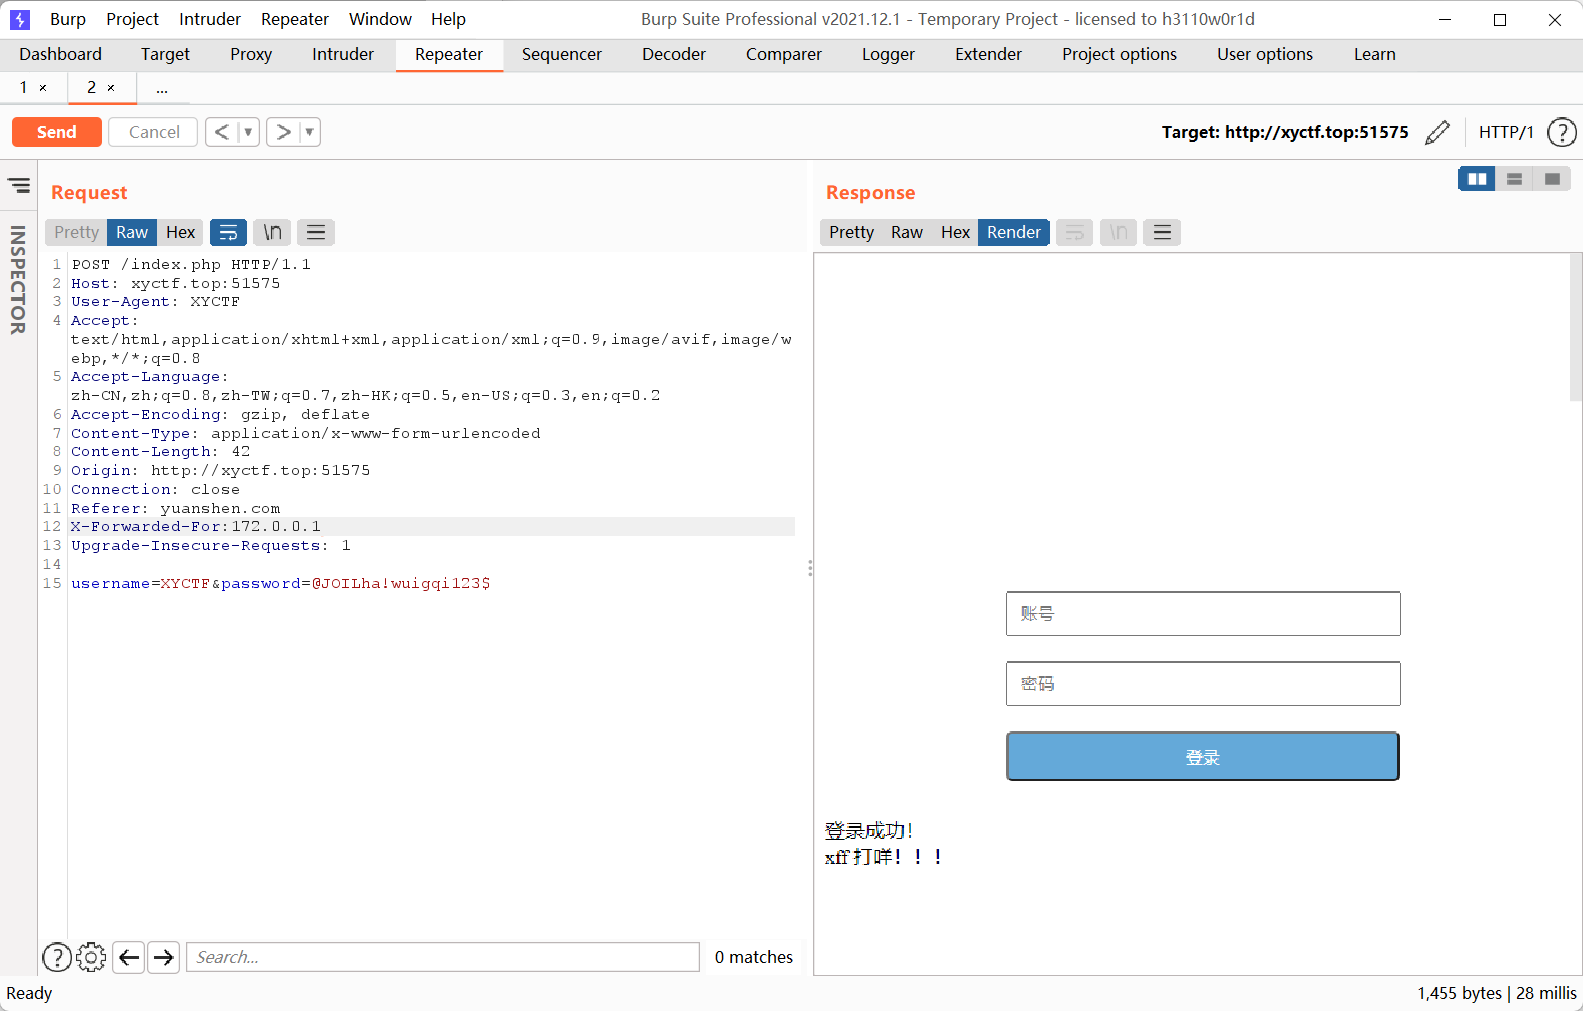 Burp Project Intruder Repeater Window Help Burp Suite Professional v2021.12.1 - Temporary Project - licensed to h3110w0r1d
Dashboard Target Proxy Intruder Repeater Sequencer Decoder Comparer Logger Extender Project options User options Learn
1 × 2 × ...
Send Cancel < > Target: http://xyctf.top:51575 HTTP/1 ?
INSPECTOR
Request
Pretty Raw Hex \n
1 POST /index.php HTTP/1.1
2 Host: xyctf.top:51575
3 User-Agent: XYCTF
4 Accept:
text/html,application/xhtml+xml,application/xml;q=0.9,image/avif,image/w
ebp,*/*;q=0.8
5 Accept-Language:
zh-CN,zh;q=0.8,zh-TW;q=0.7,zh-HK;q=0.5,en-US;q=0.3,en;q=0.2
6 Accept-Encoding: gzip, deflate
7 Content-Type: application/x-www-form-urlencoded
8 Content-Length: 42
9 Origin: http://xyctf.top:51575
10 Connection: close
11 Referer: yuanshen.com
12 X-Forwarded-For:172.0.0.1
13 Upgrade-Insecure-Requests: 1
14
15 username=XYCTF&password=@JOILha!wuigqi123$
? Search... 0 matches
Response
Pretty Raw Hex Render \n
账号
密码
登录
登录成功!
xff 打咩！！！
Ready 1,455 bytes | 28 millis